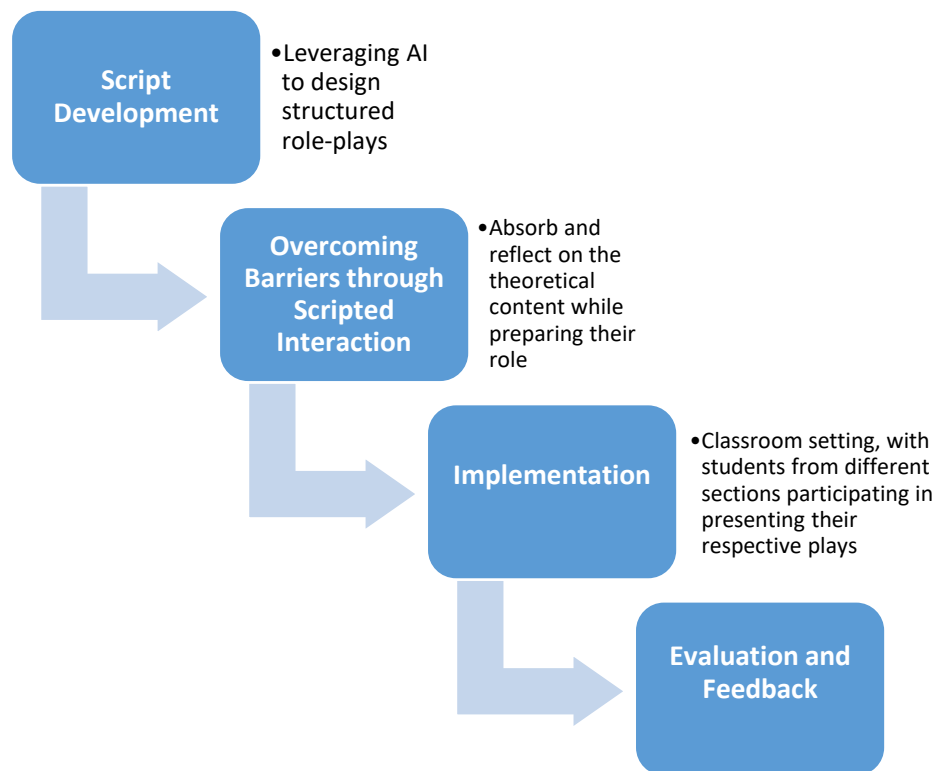 Script
Development
•Leveraging AI
to design
structured
role-plays
Overcoming
Barriers through
Scripted
Interaction
•Absorb and
reflect on the
theoretical
content while
preparing their
role
Implementation
•Classroom setting, with
students from different
sections participating in
presenting their
respective plays
Evaluation and
Feedback